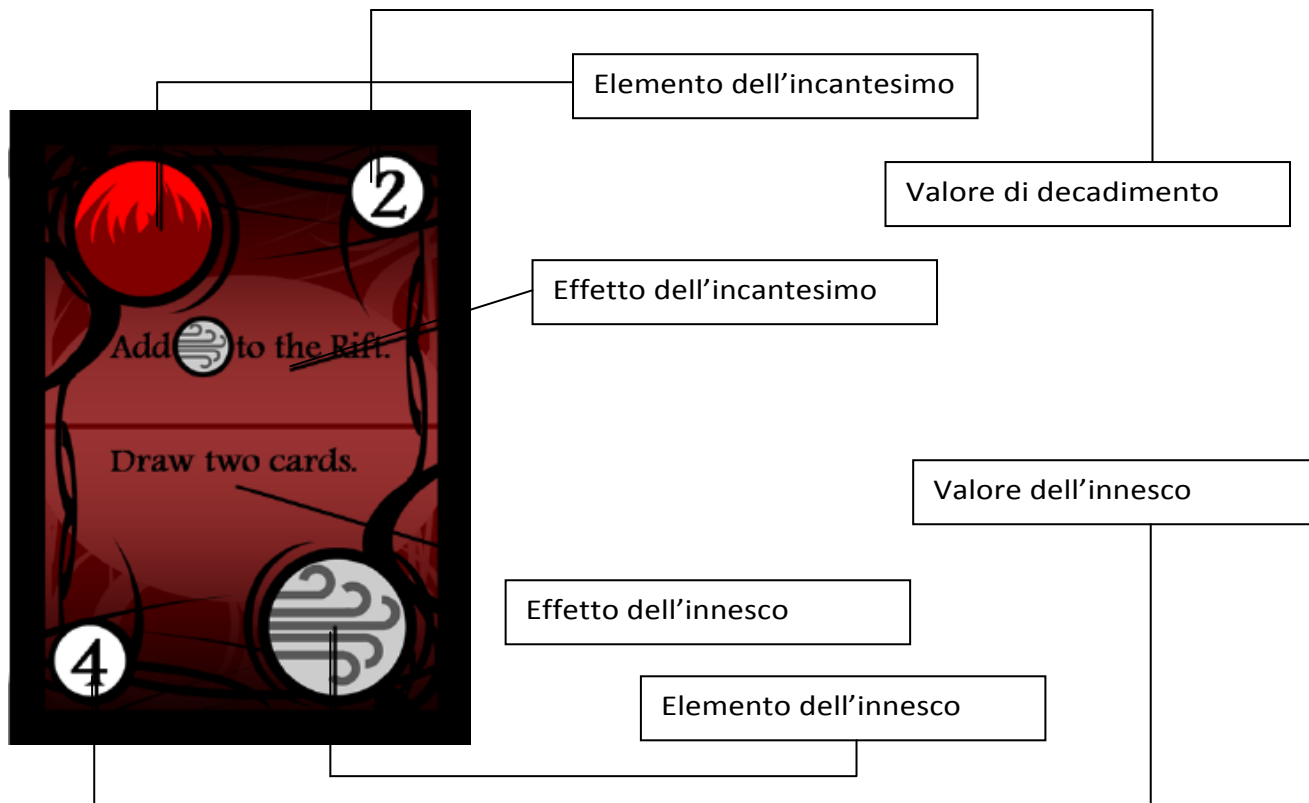 Elemento dell’incantesimo
2
Valore di decadimento
Effetto dell’incantesimo
Add to the Rift.
Draw two cards.
Valore dell’innesco
Effetto dell’innesco
4
Elemento dell’innesco